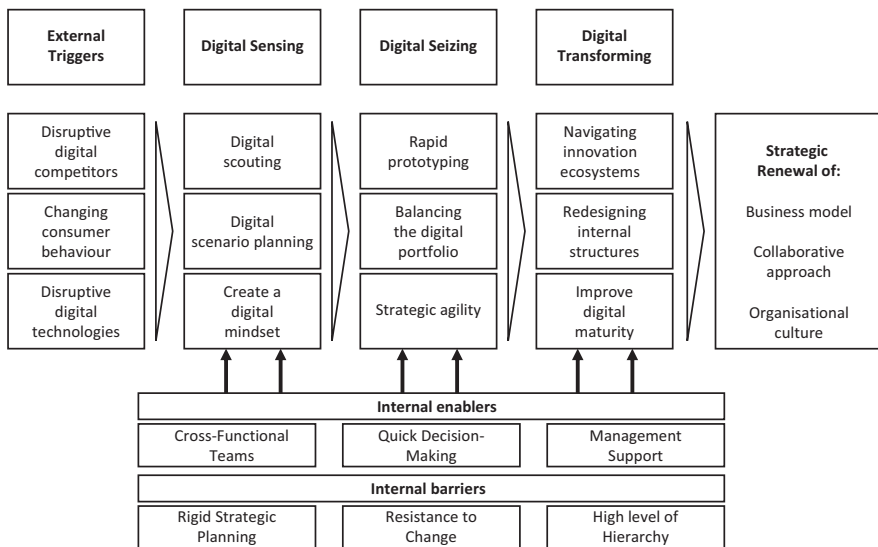 External
Triggers
Digital Sensing
Digital Seizing
Digital
Transforming
Disruptive
digital
competitors
Changing
consumer
behaviour
Disruptive
digital
technologies
Digital
scouting
Digital
scenario planning
Create a
digital
mindset
Rapid
prototyping
Balancing
the digital
portfolio
Strategic agility
Navigating
innovation
ecosystems
Redesigning
internal
structures
Improve
digital
maturity
Strategic
Renewal of:
Business model
Collaborative
approach
Organisational
culture
Internal enablers
Cross-Functional
Teams
Quick Decision-
Making
Management
Support
Internal barriers
Rigid Strategic
Planning
Resistance to
Change
High level of
Hierarchy